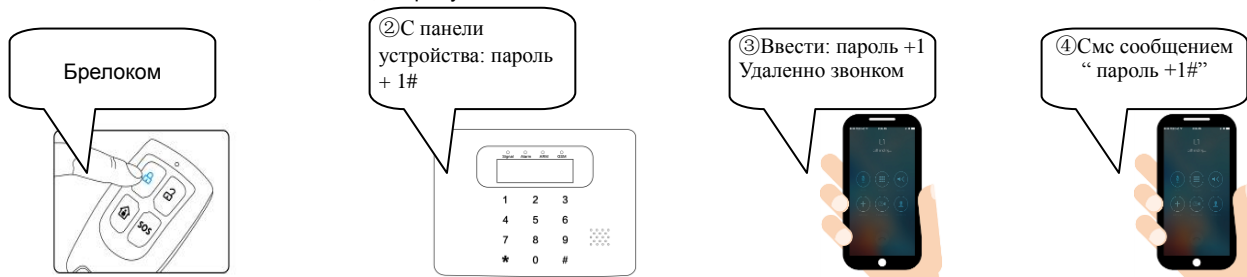 Брелоком
②С панели
устройства: пароль
+ 1#
③Ввести: пароль +1
Удаленно звонком
④Смс сообщением
“ пароль +1#”
SOS
Signal Alarm ARM GSM
1 2 3
4 5 6
7 8 9
* 0 #